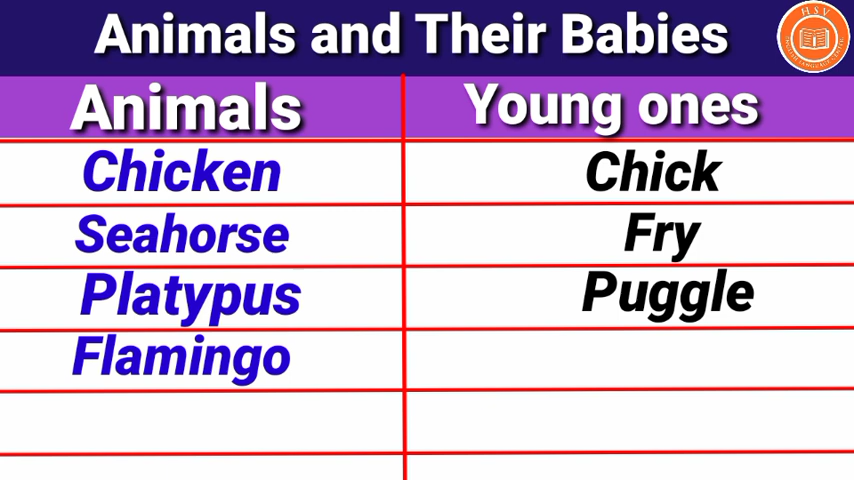 Animals and Their Babies
HSV
Animals Young ones
Chicken Chick
Seahorse Fry
Platypus Puggle
Flamingo